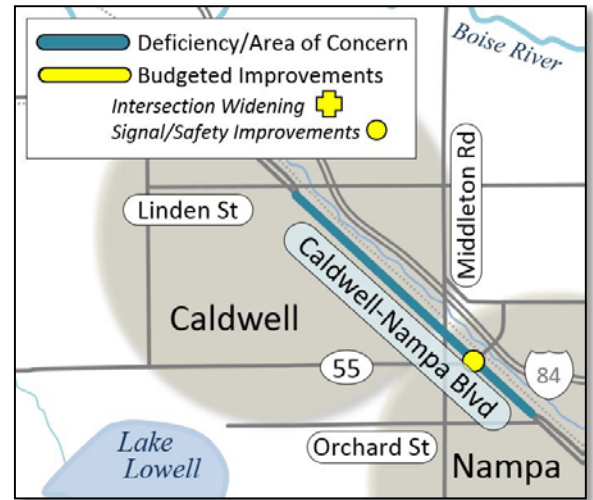 Deficiency/Area of Concern
Budgeted Improvements
Intersection Widening
Signal/Safety Improvements
Boise River
Middleton Rd
Linden St
Caldwell-Nampa Blvd
Caldwell
55
84
Orchard St
Lake
Lowell
Nampa